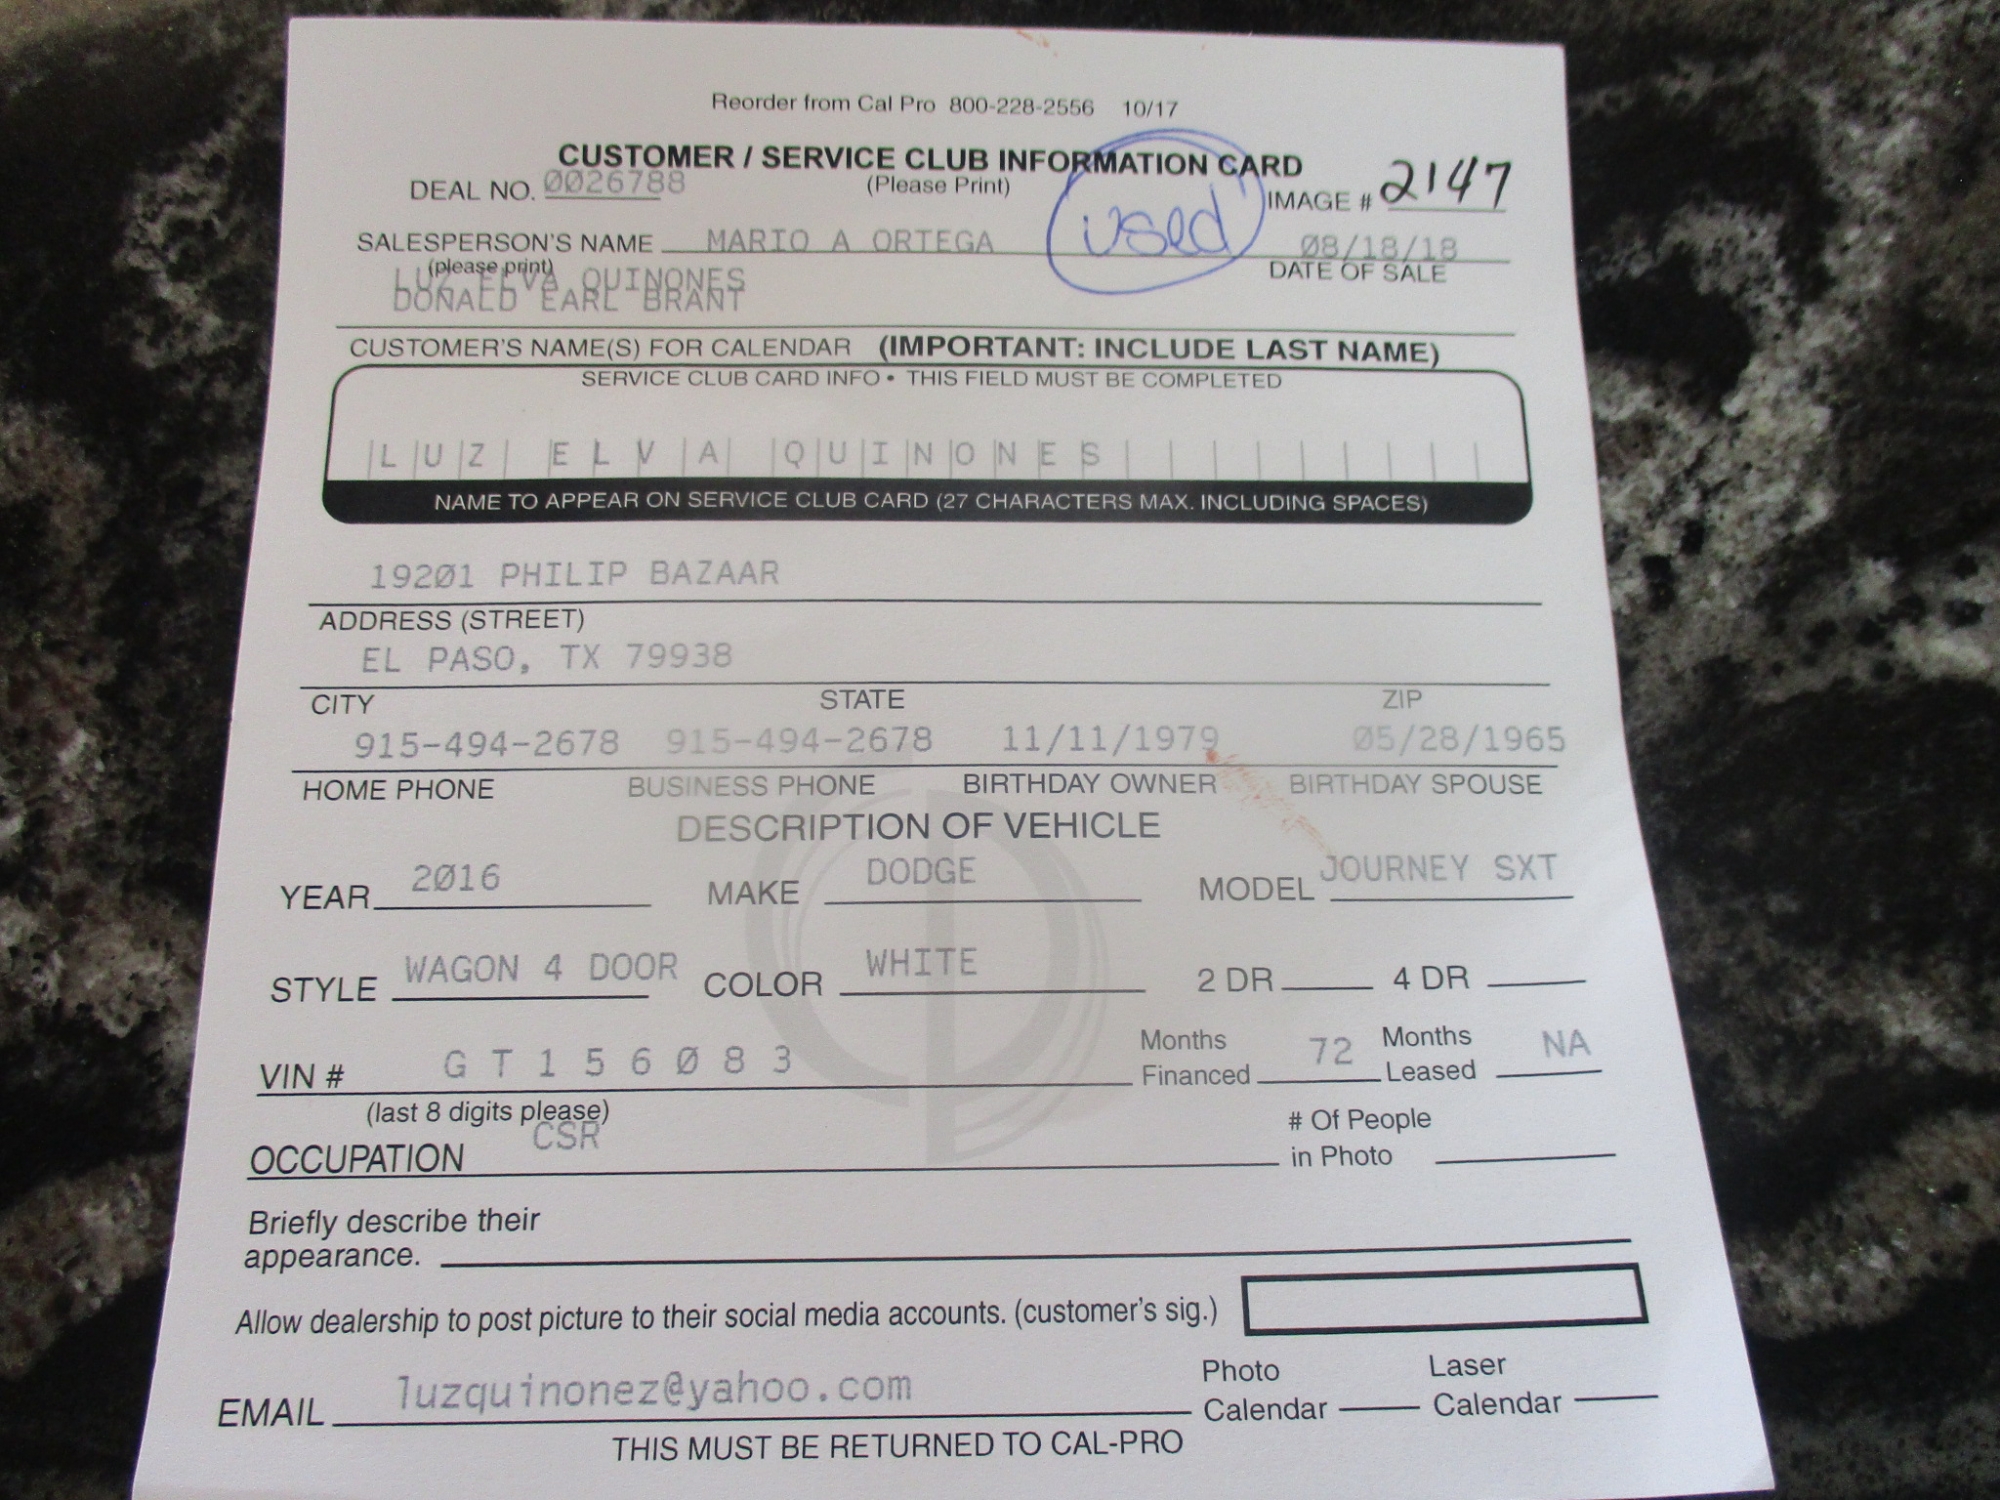 Reorder from Cal Pro 800-228-2556 10/17
CUSTOMER / SERVICE CLUB INFORMATION CARD
DEAL NO. 0026788 (Please Print) used IMAGE # 2147
SALESPERSON'S NAME MARIO A ORTEGA 08/18/18
(please print) DATE OF SALE
LUZ ELVA QUINONES
DONALD EARL BRANT
CUSTOMER'S NAME(S) FOR CALENDAR (IMPORTANT: INCLUDE LAST NAME)
SERVICE CLUB CARD INFO • THIS FIELD MUST BE COMPLETED
LUZ ELVA QUINONES
NAME TO APPEAR ON SERVICE CLUB CARD (27 CHARACTERS MAX. INCLUDING SPACES)
19201 PHILIP BAZAAR
ADDRESS (STREET)
EL PASO, TX 79938
CITY STATE ZIP
915-494-2678 915-494-2678 11/11/1979 05/28/1965
HOME PHONE BUSINESS PHONE BIRTHDAY OWNER BIRTHDAY SPOUSE
DESCRIPTION OF VEHICLE
YEAR 2016 MAKE DODGE MODEL JOURNEY SXT
STYLE WAGON 4 DOOR COLOR WHITE 2 DR 4 DR
VIN # G T 1 5 6 0 8 3 Months Financed 72 Months Leased NA
(last 8 digits please)
OCCUPATION CSR # Of People in Photo
Briefly describe their
appearance.
Allow dealership to post picture to their social media accounts. (customer's sig.)
EMAIL luzquinonez@yahoo.com Photo Calendar Laser Calendar
THIS MUST BE RETURNED TO CAL-PRO